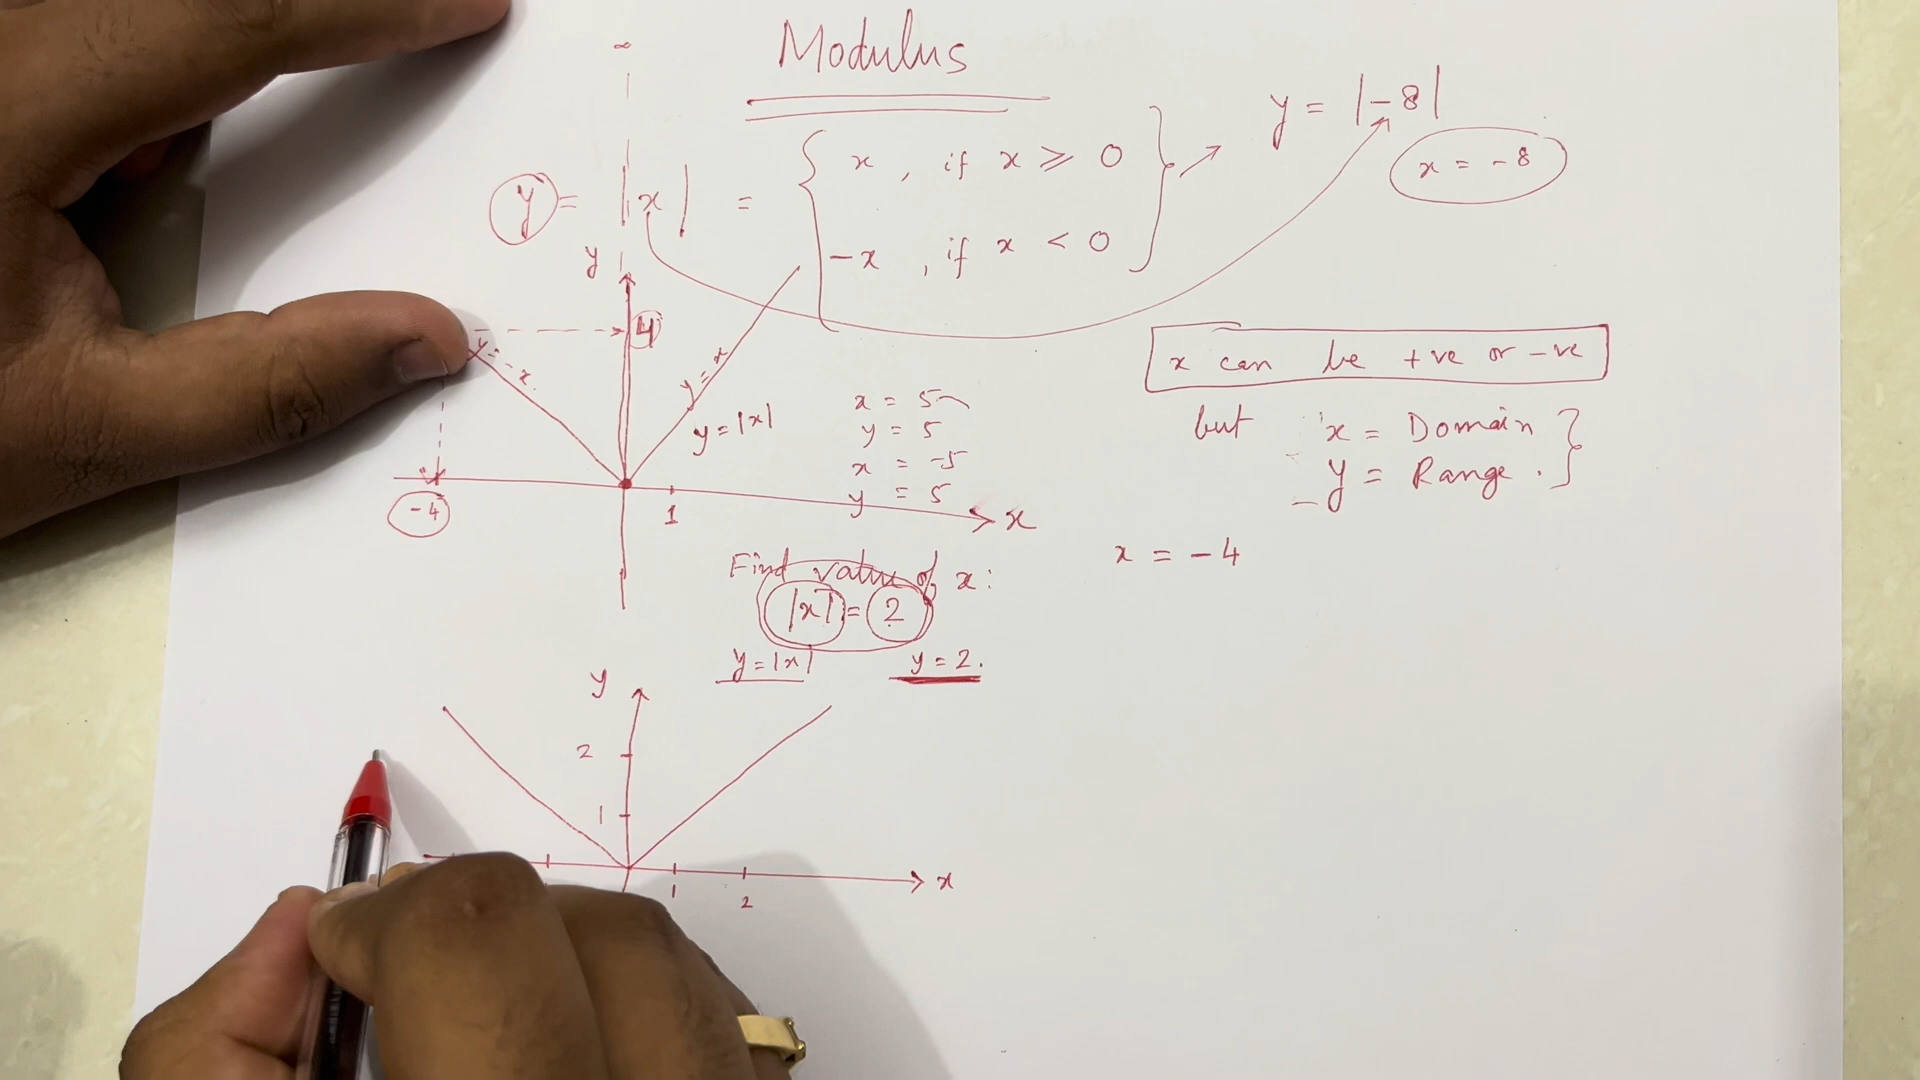 Modulus
∞
y = |x| = { x , if x ⩾ 0
-x , if x < 0 }
y = |-8|
x = -8
y
4
y = -x
y = x
y = |x|
-4
1
x
x = 5
y = 5
x = -5
y = 5
x can be +ve or -ve
but x = Domain
y = Range .
x = -4
Find value of x :
|x| = 2
y = |x| y = 2.
y
2
1
1
2
x